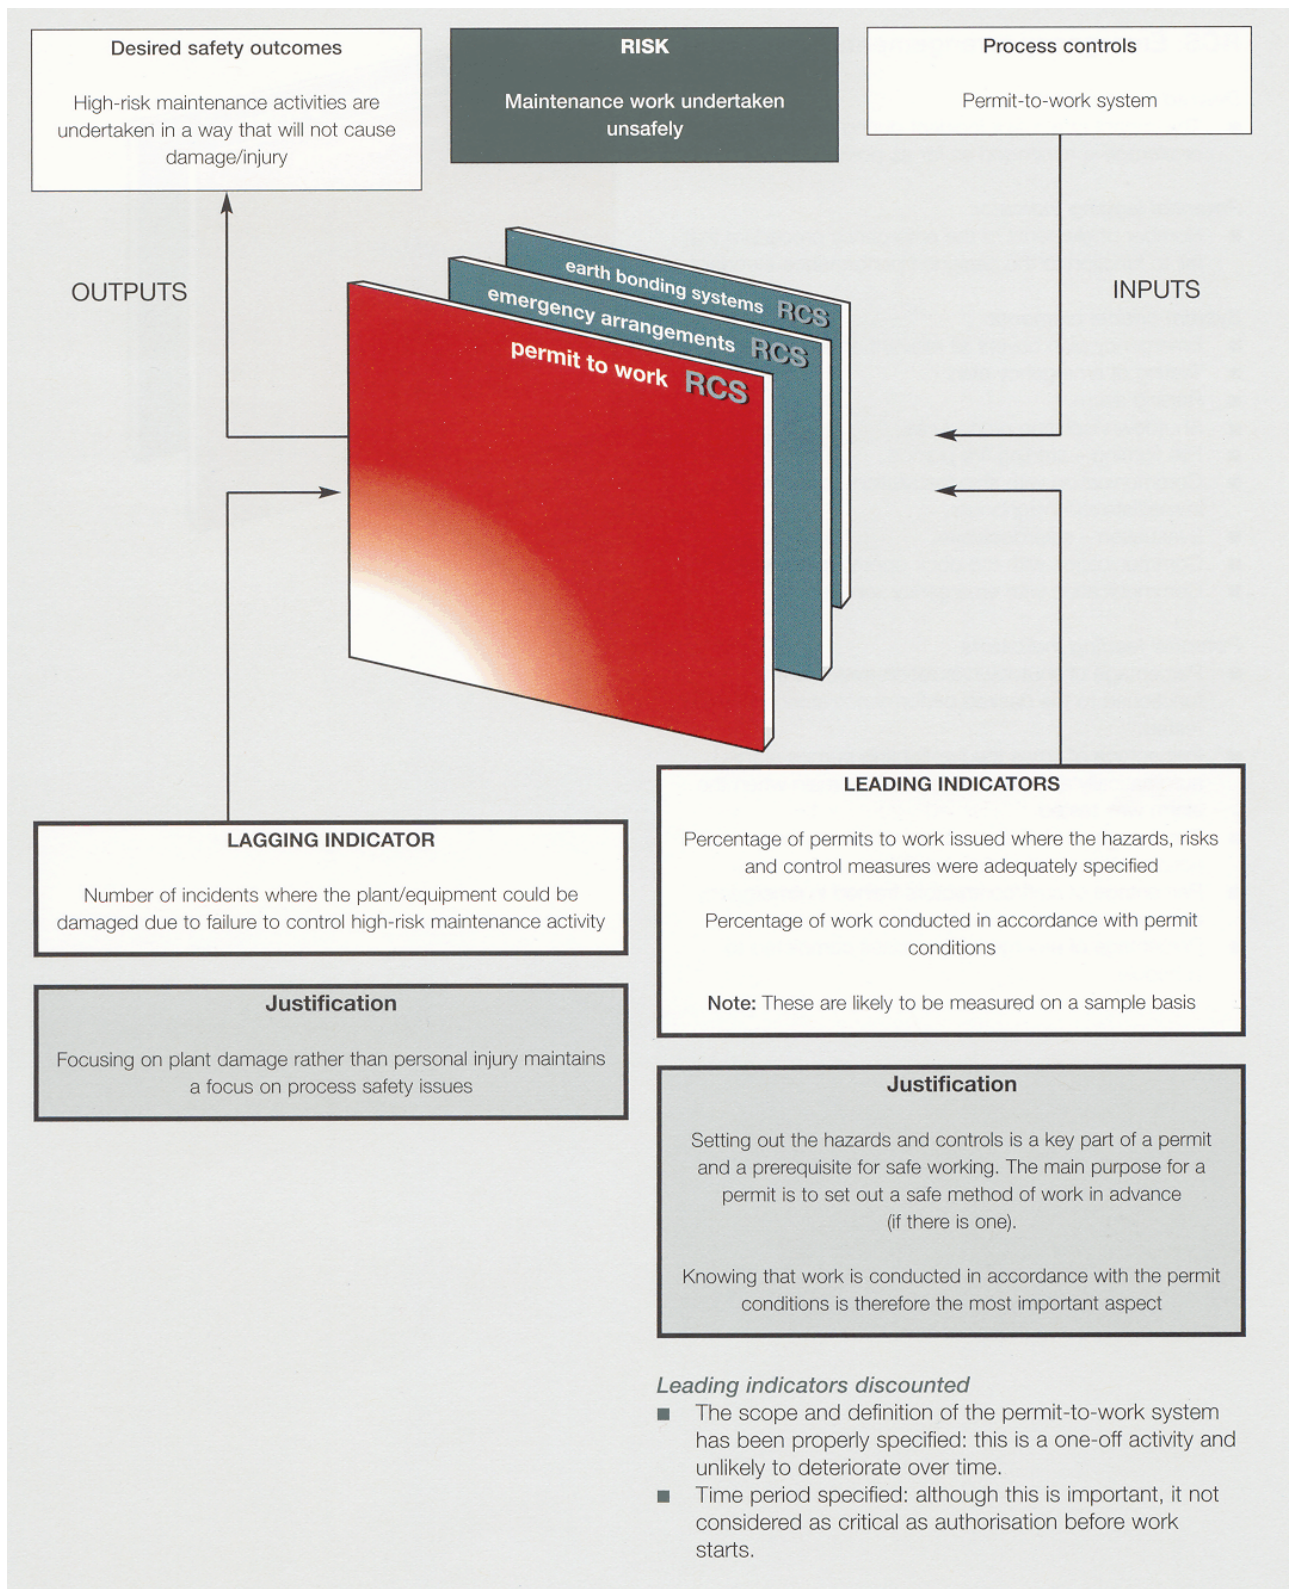 Desired safety outcomes
High-risk maintenance activities are
undertaken in a way that will not cause
damage/injury
RISK
Maintenance work undertaken
unsafely
Process controls
Permit-to-work system
OUTPUTS
INPUTS
earth bonding systems RCS
emergency arrangements RCS
permit to work RCS
LAGGING INDICATOR
Number of incidents where the plant/equipment could be
damaged due to failure to control high-risk maintenance activity
Justification
Focusing on plant damage rather than personal injury maintains
a focus on process safety issues
LEADING INDICATORS
Percentage of permits to work issued where the hazards, risks
and control measures were adequately specified
Percentage of work conducted in accordance with permit
conditions
Note: These are likely to be measured on a sample basis
Justification
Setting out the hazards and controls is a key part of a permit
and a prerequisite for safe working. The main purpose for a
permit is to set out a safe method of work in advance
(if there is one).
Knowing that work is conducted in accordance with the permit
conditions is therefore the most important aspect
Leading indicators discounted
■ The scope and definition of the permit-to-work system
has been properly specified: this is a one-off activity and
unlikely to deteriorate over time.
■ Time period specified: although this is important, it not
considered as critical as authorisation before work
starts.